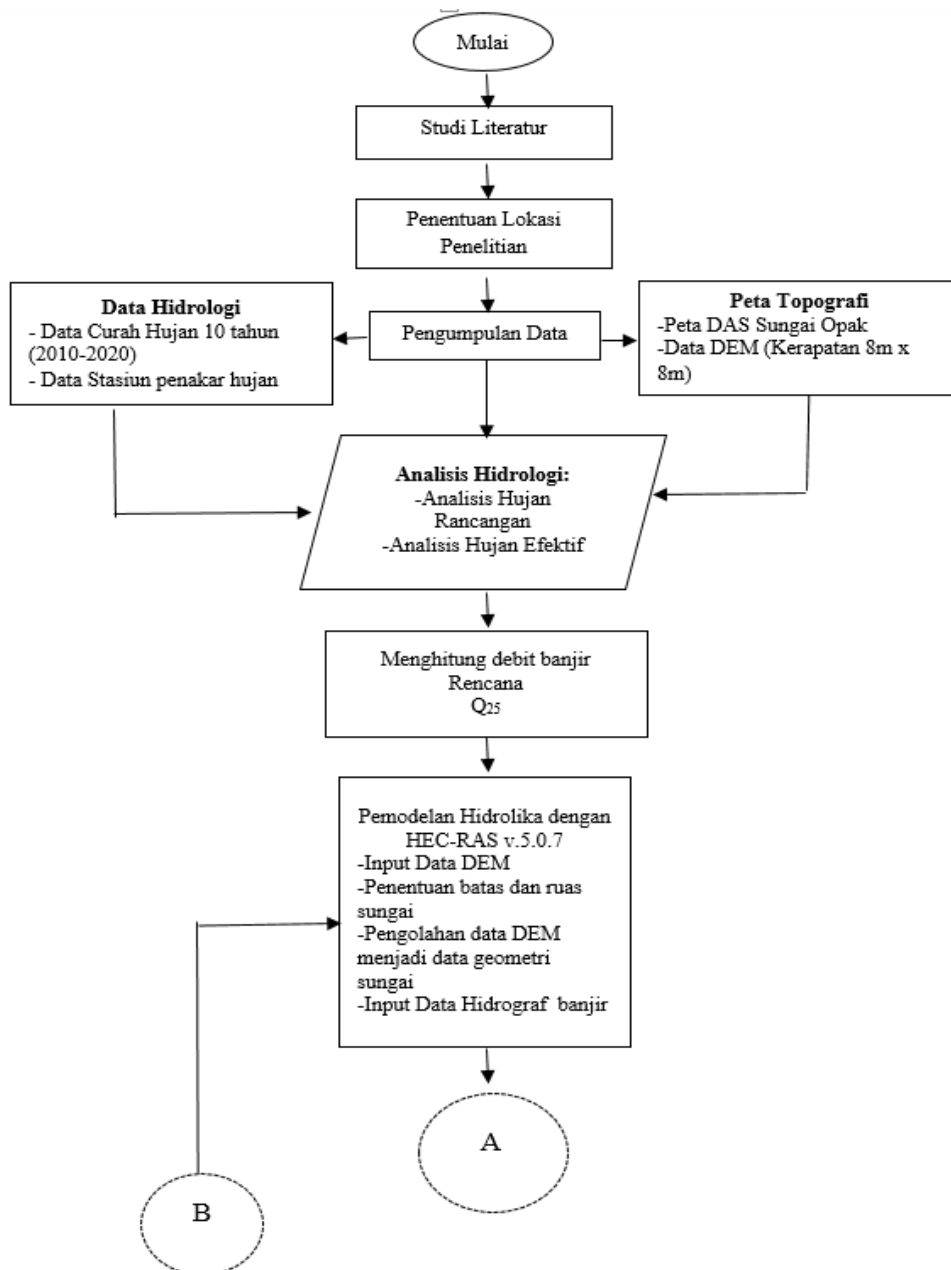 Mulai
Studi Literatur
Penentuan Lokasi
Penelitian
Data Hidrologi
- Data Curah Hujan 10 tahun
(2010-2020)
- Data Stasiun penakar hujan
Pengumpulan Data
Peta Topografi
-Peta DAS Sungai Opak
-Data DEM (Kerapatan 8m x
8m)
Analisis Hidrologi:
-Analisis Hujan
Rancangan
-Analisis Hujan Efektif
Menghitung debit banjir
Rencana
Q25
Pemodelan Hidrolika dengan
HEC-RAS v.5.0.7
-Input Data DEM
-Penentuan batas dan ruas
sungai
-Pengolahan data DEM
menjadi data geometri
sungai
-Input Data Hidrograf banjir
A
B